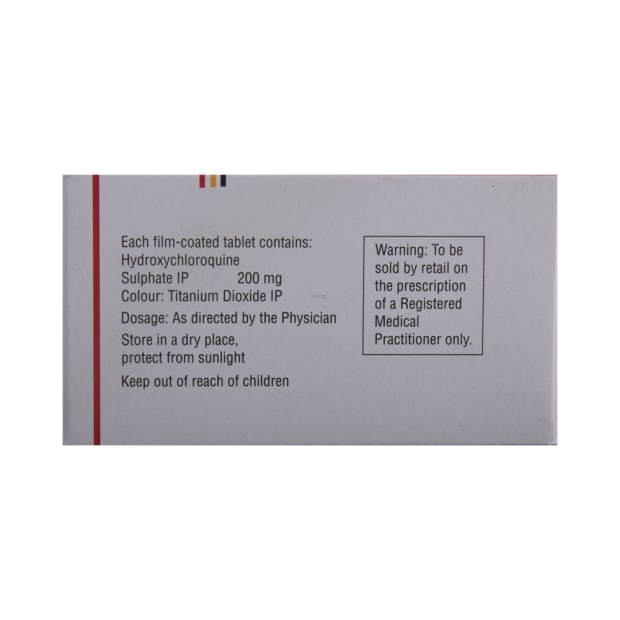 Each film-coated tablet contains:
Hydroxychloroquine
Sulphate IP 200 mg
Colour: Titanium Dioxide IP
Dosage: As directed by the Physician
Store in a dry place,
protect from sunlight
Keep out of reach of children
Warning: To be
sold by retail on
the prescription
of a Registered
Medical
Practitioner only.